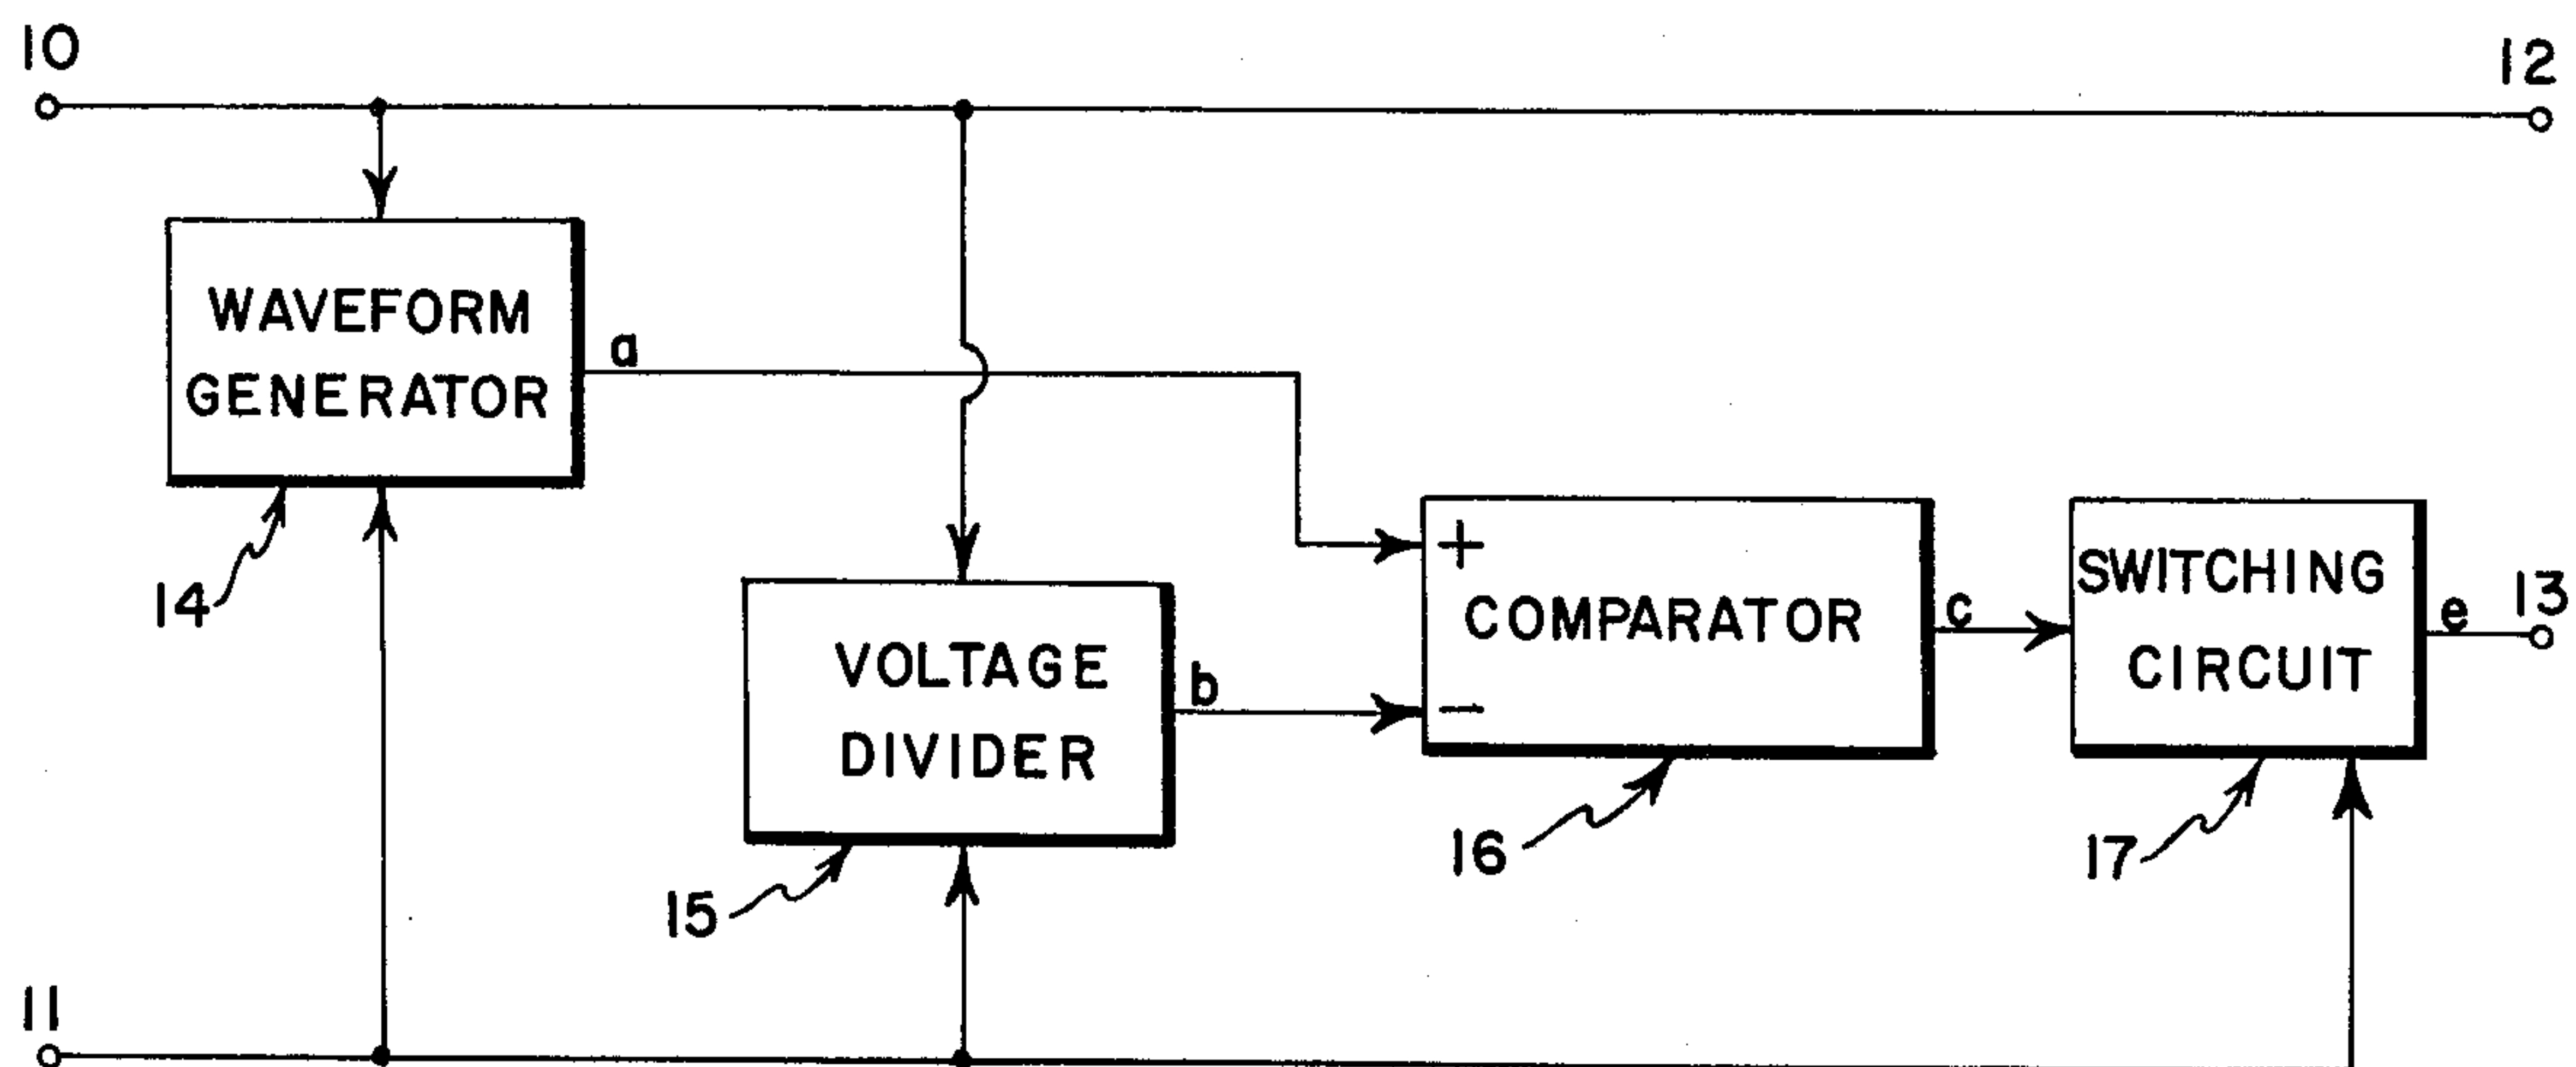 10
12
WAVEFORM
GENERATOR
a
14
VOLTAGE
DIVIDER
15
b
+
COMPARATOR
−
16
c
SWITCHING
CIRCUIT
17
e
13
11